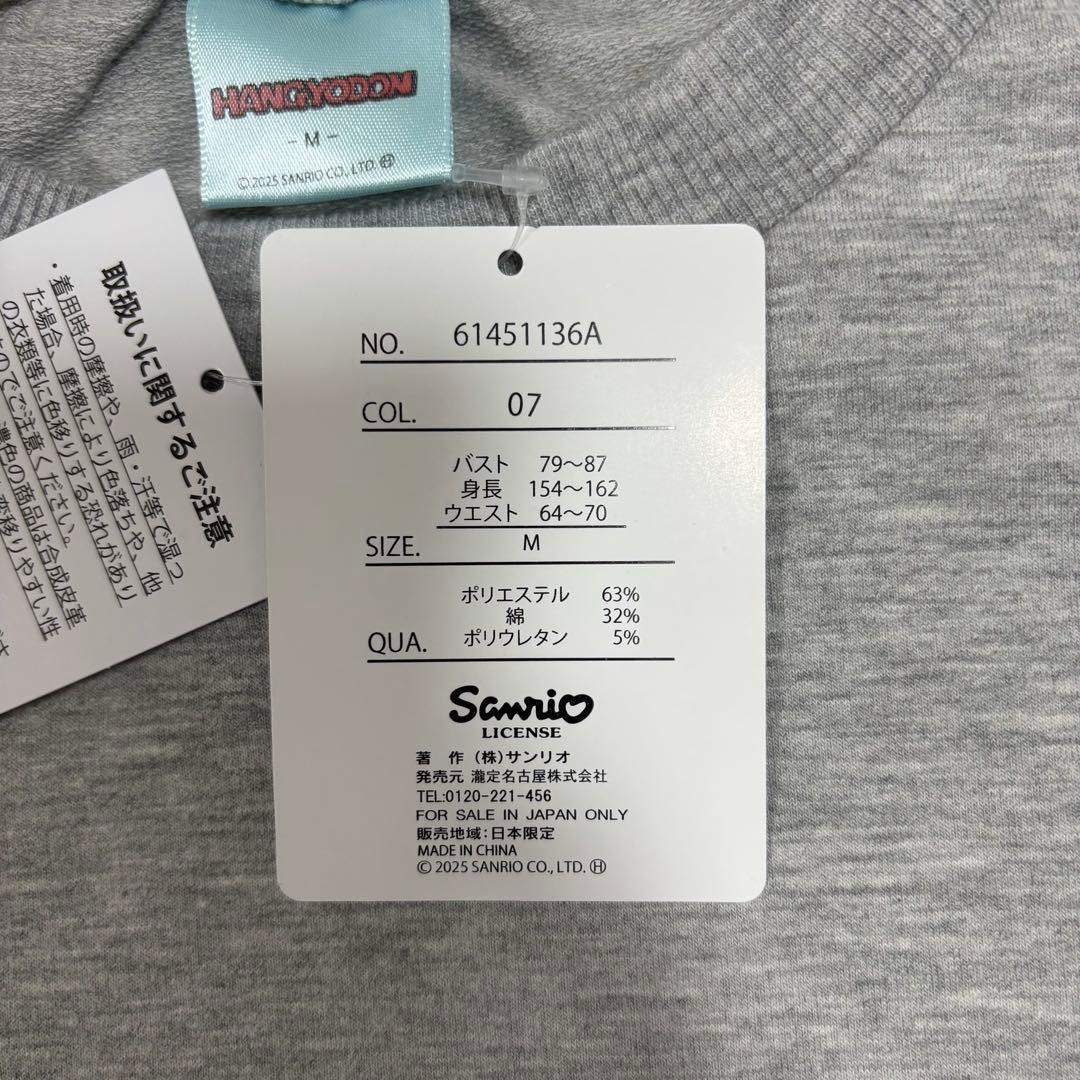 HANGYODON
- M -
© 2025 SANRIO CO., LTD. Ⓗ
取扱いに関するご注意
・着用時の摩擦や、雨・汗等で湿っ
た場合、摩擦により色落ちや、他
の衣類等に色移りする恐れがあり
のでご注意ください。
濃色の商品は合成皮革
移りやすい性
NO. 61451136A
COL. 07
バスト 79〜87
身長 154〜162
ウエスト 64〜70
SIZE. M
ポリエステル 63%
綿 32%
QUA. ポリウレタン 5%
Sanrio
LICENSE
著 作 (株)サンリオ
発売元 瀧定名古屋株式会社
TEL:0120-221-456
FOR SALE IN JAPAN ONLY
販売地域:日本限定
MADE IN CHINA
© 2025 SANRIO CO., LTD. Ⓗ